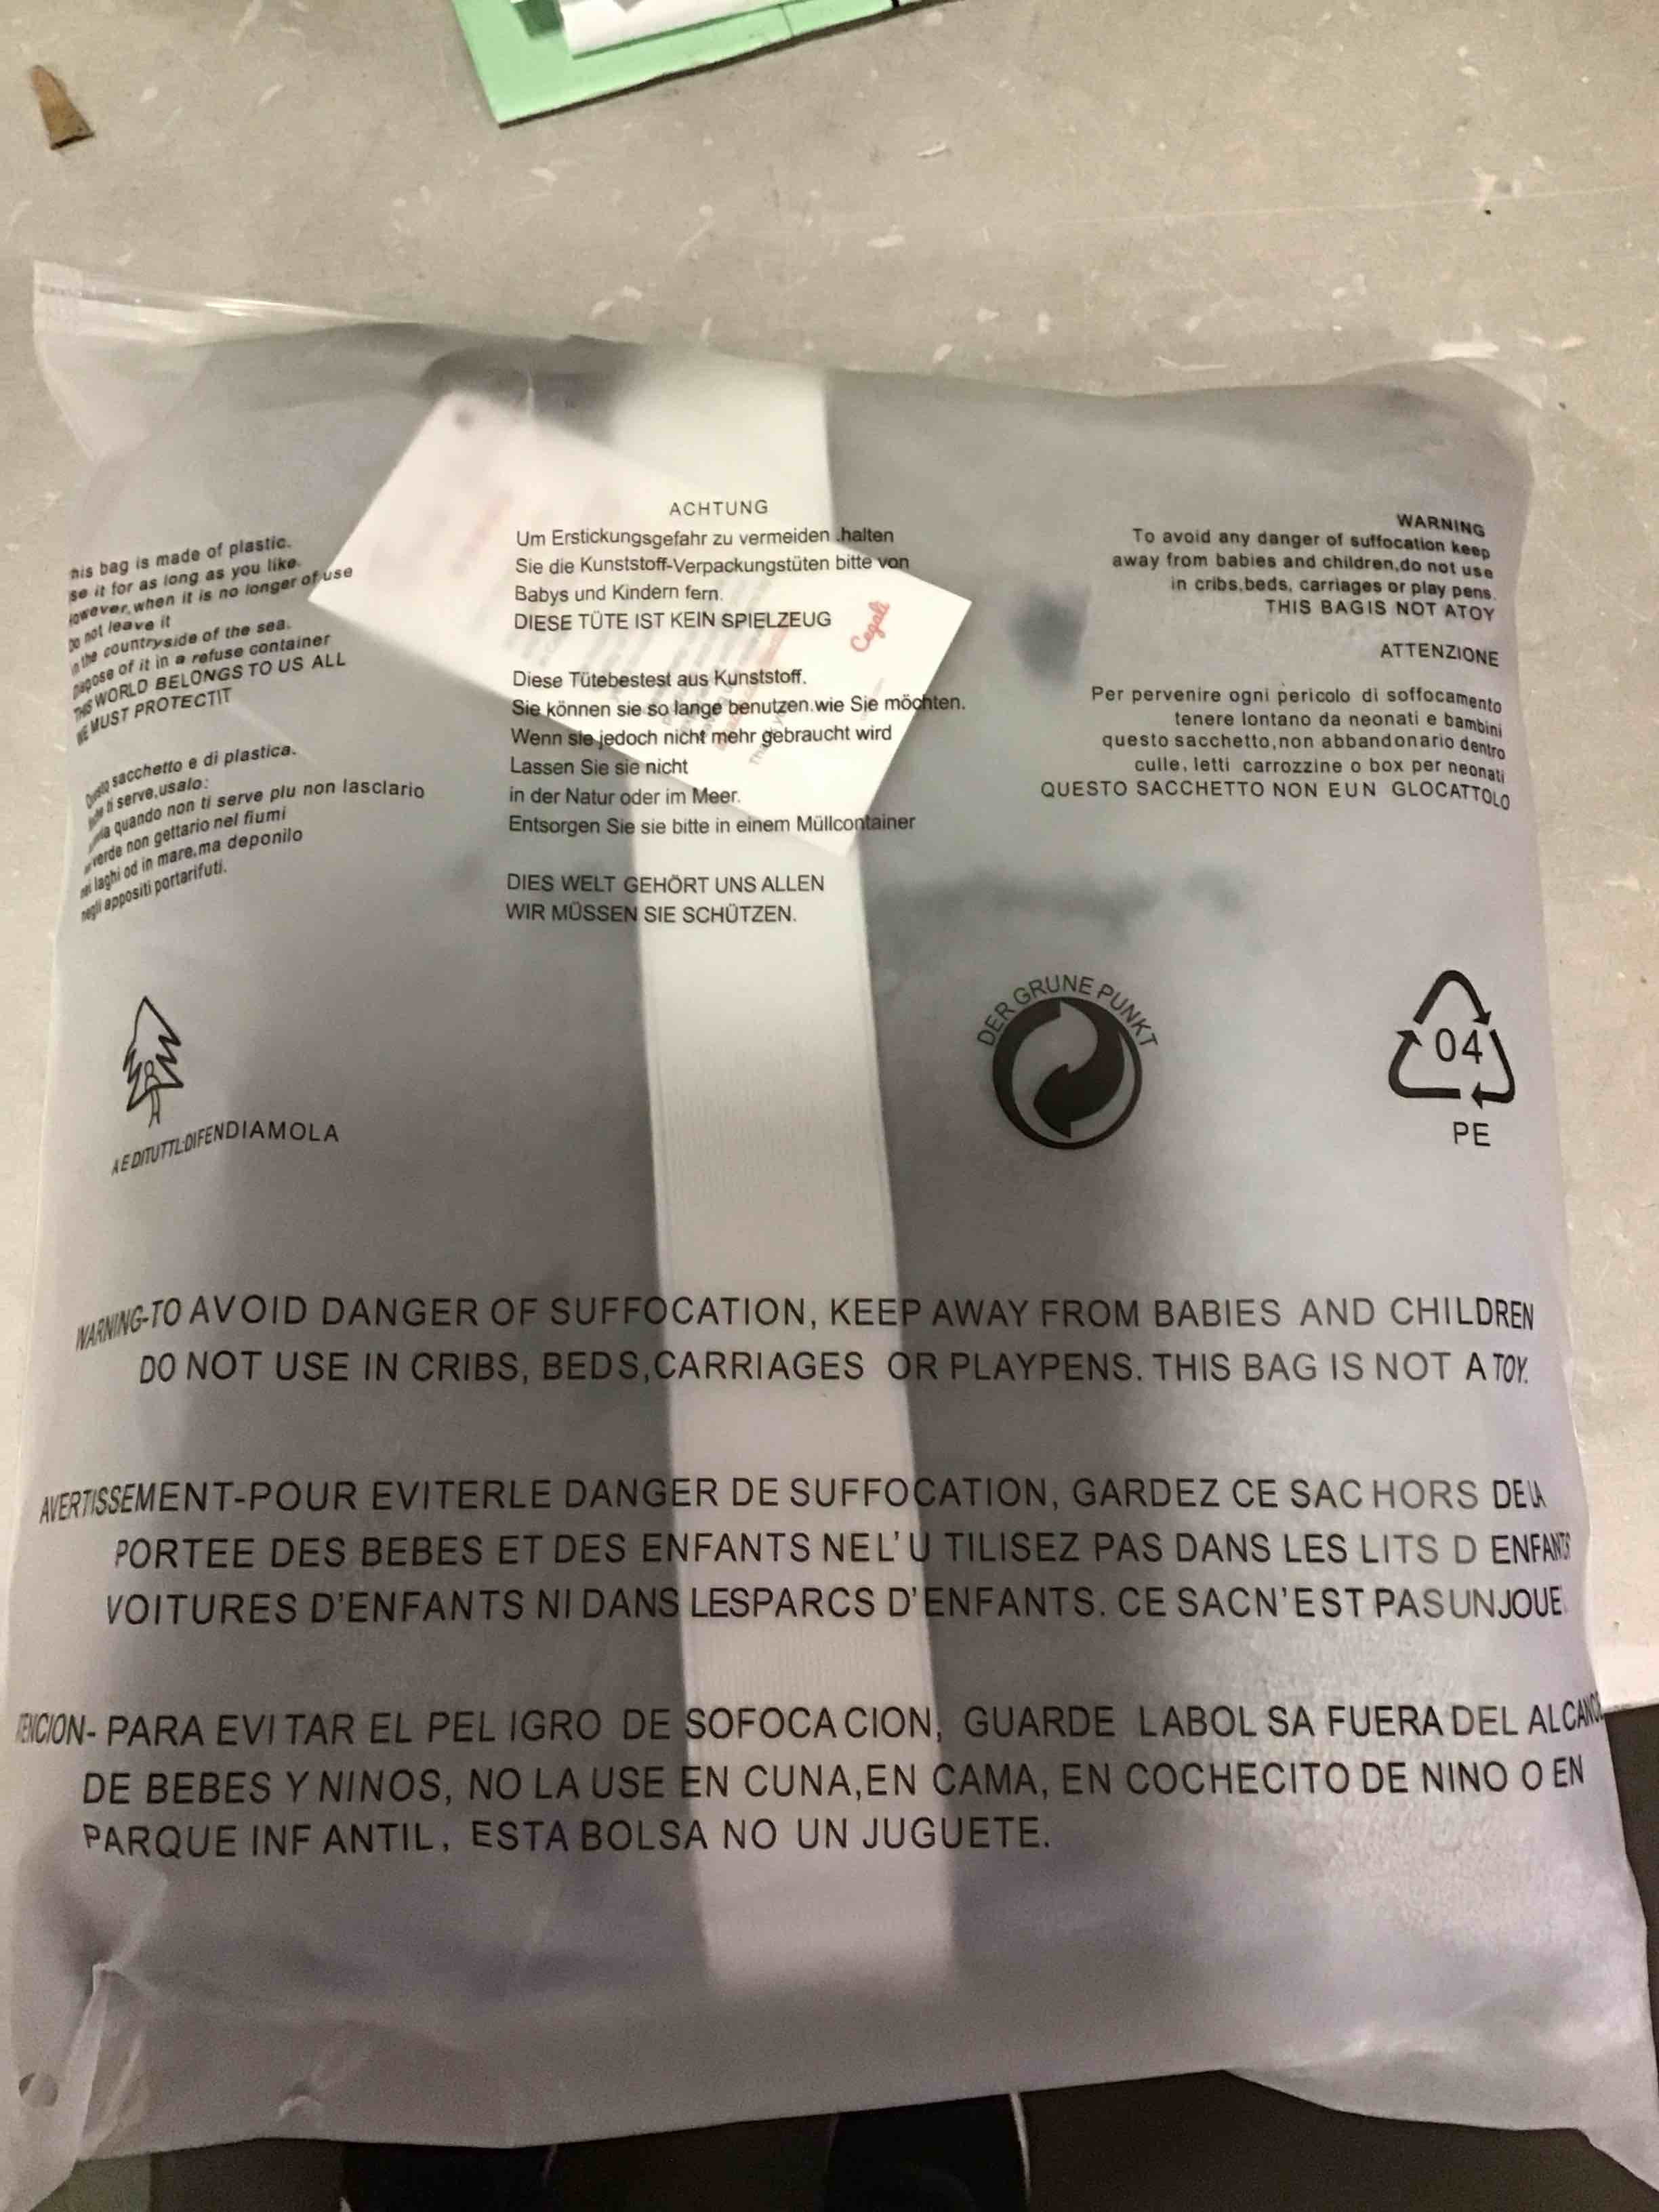 his bag is made of plastic.
se it for as long as you like.
owever, when it is no longer of use
Do not leave it
in the countryside of the sea.
Dispose of it in a refuse container
THIS WORLD BELONGS TO US ALL
WE MUST PROTECTIT
Questo sacchetto e di plastica.
ti serve,usalo:
ma quando non ti serve plu non lasclario
verde non gettario nel fiumi
nei laghi od in mare,ma deponilo
negli appositi portarifuti.
A E DITUTTI.DIFENDIAMOLA
ACHTUNG
Um Erstickungsgefahr zu vermeiden .halten
Sie die Kunststoff-Verpackungstüten bitte von
Babys und Kindern fern.
DIESE TÜTE IST KEIN SPIELZEUG
Diese Tütebestest aus Kunststoff.
Sie können sie so lange benutzen.wie Sie möchten.
Wenn sie jedoch nicht mehr gebraucht wird
Lassen Sie sie nicht
in der Natur oder im Meer.
Entsorgen Sie sie bitte in einem Müllcontainer
DIES WELT GEHÖRT UNS ALLEN
WIR MÜSSEN SIE SCHÜTZEN.
Cegali
WARNING
To avoid any danger of suffocation keep
away from babies and children,do not use
in cribs,beds, carriages or play pens.
THIS BAGIS NOT ATOY
ATTENZIONE
Per pervenire ogni pericolo di soffocamento
tenere lontano da neonati e bambini
questo sacchetto,non abbandonario dentro
culle, letti carrozzine o box per neonati
QUESTO SACCHETTO NON EUN GLOCATTOLO
DER GRUNE PUNKT
04
PE
WARNING-TO AVOID DANGER OF SUFFOCATION, KEEP AWAY FROM BABIES AND CHILDREN
DO NOT USE IN CRIBS, BEDS,CARRIAGES OR PLAYPENS. THIS BAG IS NOT A TOY.
AVERTISSEMENT-POUR EVITERLE DANGER DE SUFFOCATION, GARDEZ CE SAC HORS DE LA
PORTEE DES BEBES ET DES ENFANTS NEL'U TILISEZ PAS DANS LES LITS D ENFANTS
VOITURES D'ENFANTS NI DANS LESPARCS D'ENFANTS. CE SACN'EST PASUNJOUE
TENCION- PARA EVI TAR EL PEL IGRO DE SOFOCA CION, GUARDE LABOL SA FUERA DEL ALCANCE
DE BEBES Y NINOS, NO LA USE EN CUNA,EN CAMA, EN COCHECITO DE NINO O EN
PARQUE INF ANTIL, ESTA BOLSA NO UN JUGUETE.